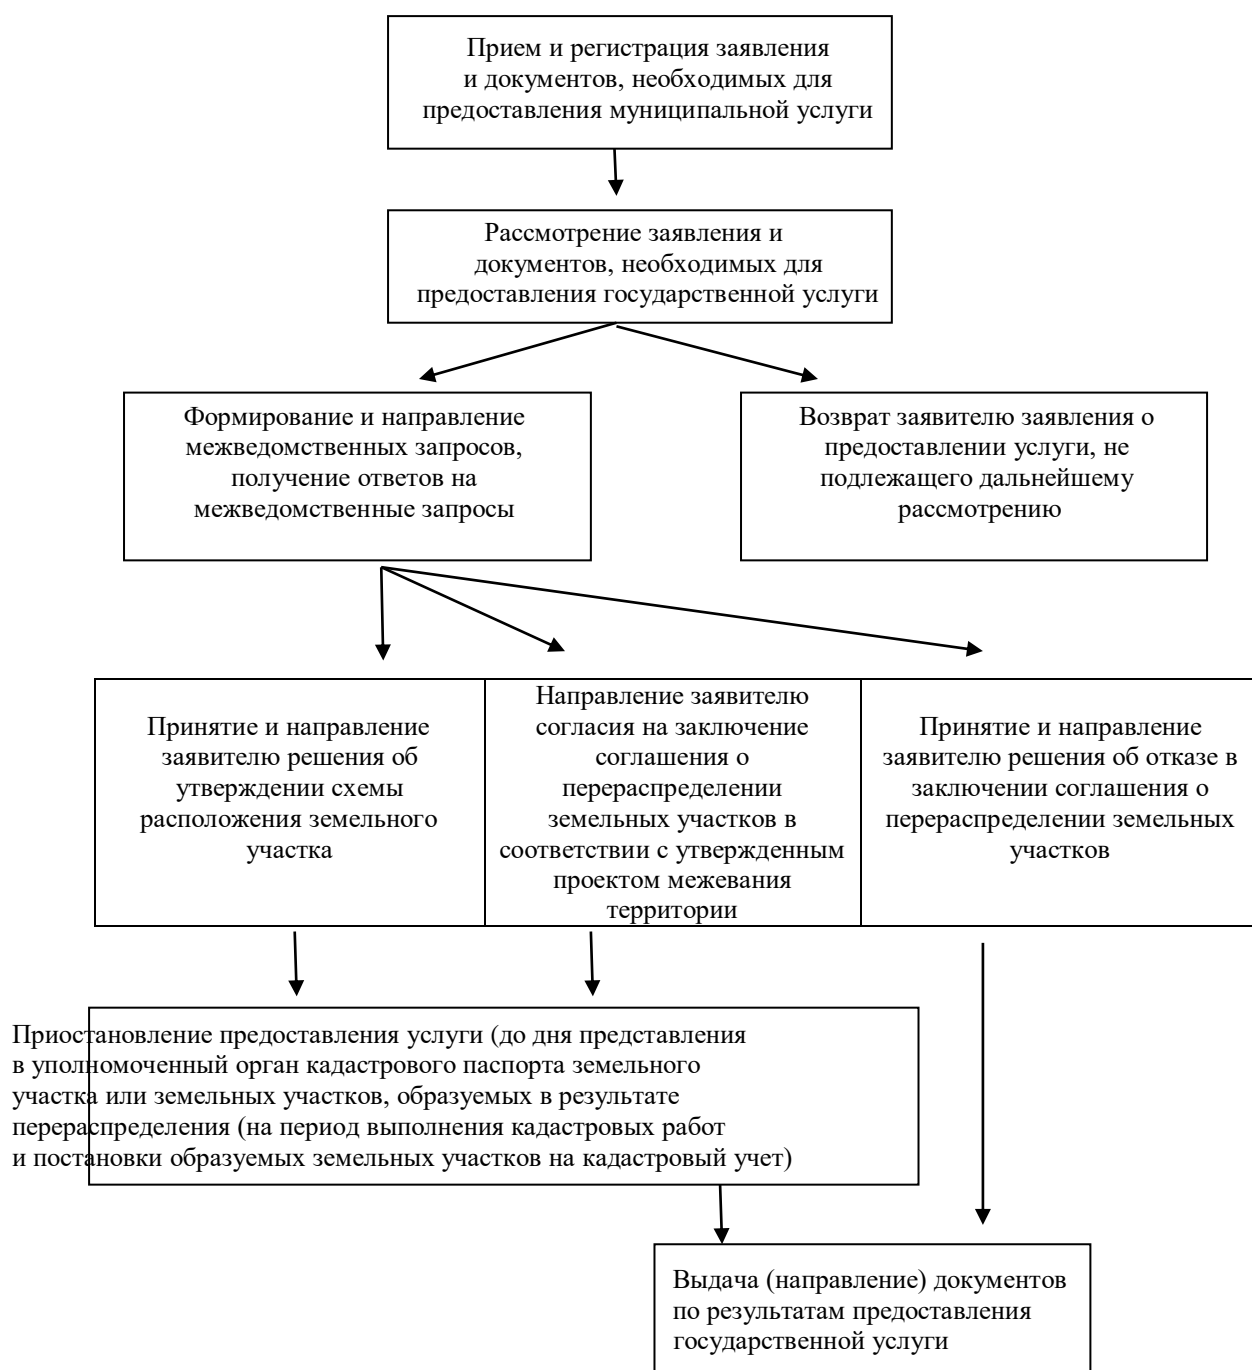 Прием и регистрация заявления
и документов, необходимых для
предоставления муниципальной услуги
Рассмотрение заявления и
документов, необходимых для
предоставления государственной услуги
Формирование и направление
межведомственных запросов,
получение ответов на
межведомственные запросы
Возврат заявителю заявления о
предоставлении услуги, не
подлежащего дальнейшему
рассмотрению
Принятие и направление
заявителю решения об
утверждении схемы
расположения земельного
участка
Направление заявителю
согласия на заключение
соглашения о
перераспределении
земельных участков в
соответствии с утвержденным
проектом межевания
территории
Принятие и направление
заявителю решения об отказе в
заключении соглашения о
перераспределении земельных
участков
Приостановление предоставления услуги (до дня представления
в уполномоченный орган кадастрового паспорта земельного
участка или земельных участков, образуемых в результате
перераспределения (на период выполнения кадастровых работ
и постановки образуемых земельных участков на кадастровый учет)
Выдача (направление) документов
по результатам предоставления
государственной услуги